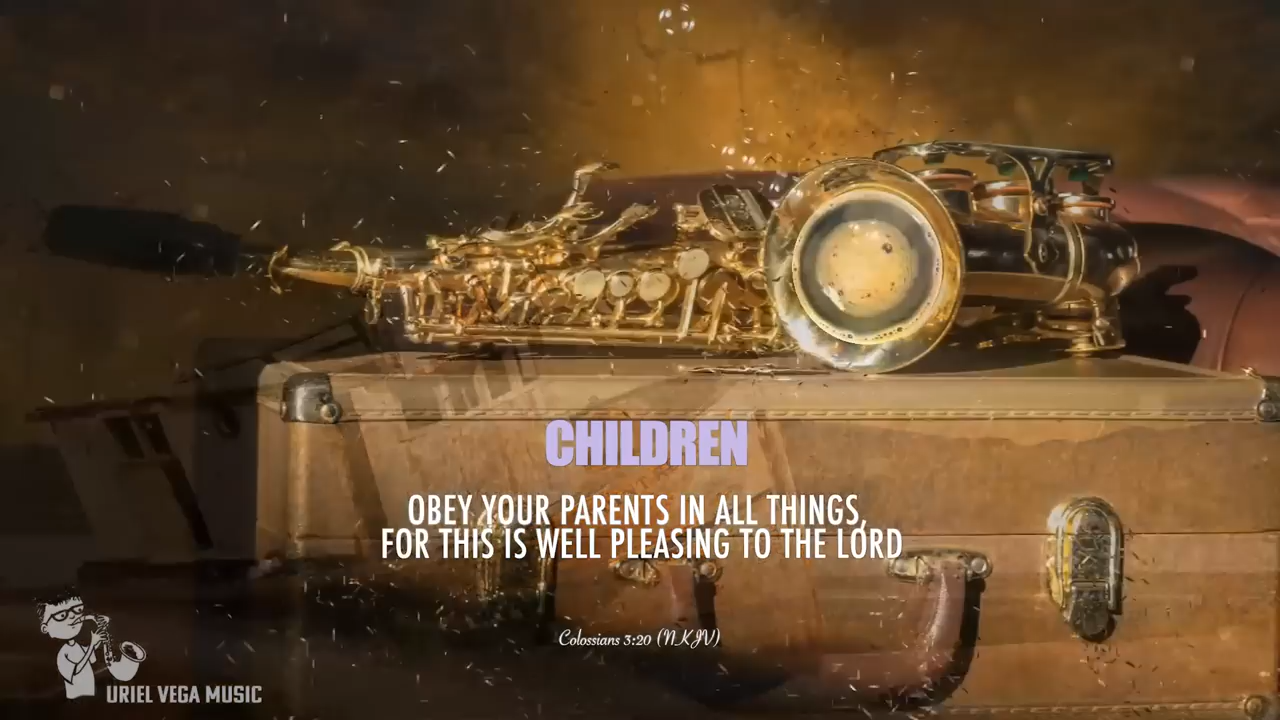 CHILDREN
OBEY YOUR PARENTS IN ALL THINGS,
FOR THIS IS WELL PLEASING TO THE LORD
Colossians 3:20 (NKJV)
URIEL VEGA MUSIC